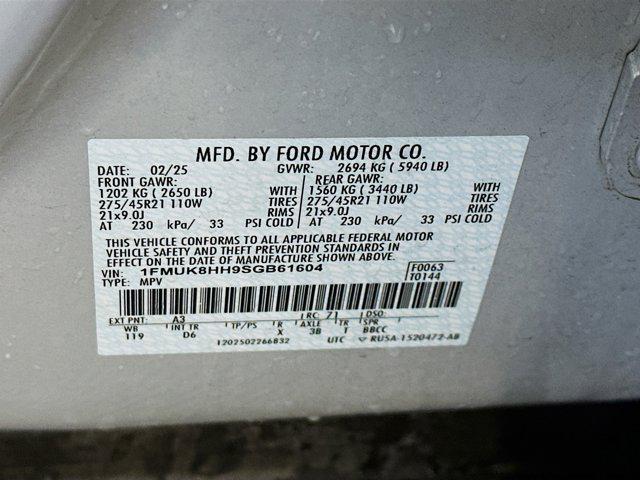 MFD. BY FORD MOTOR CO.
DATE: 02/25 GVWR: 2694 KG ( 5940 LB)
FRONT GAWR: REAR GAWR:
1202 KG ( 2650 LB) WITH 1560 KG ( 3440 LB) WITH
275/45R21 110W TIRES 275/45R21 110W TIRES
21x9.0J RIMS 21x9.0J RIMS
AT 230 kPa/ 33 PSI COLD AT 230 kPa/ 33 PSI COLD
THIS VEHICLE CONFORMS TO ALL APPLICABLE FEDERAL MOTOR
VEHICLE SAFETY AND THEFT PREVENTION STANDARDS IN
EFFECT ON THE DATE OF MANUFACTURE SHOWN ABOVE.
VIN: 1FMUK8HH9SGB61604 F0063
TYPE: MPV T0144
EXT PNT: A3 RC: 71 DSO:
WB INT TR TP/PS R AXLE TR SPR
119 D6 X 3B T BBCC
1202502266832 UTC ▽ RU5A-1520472-AB